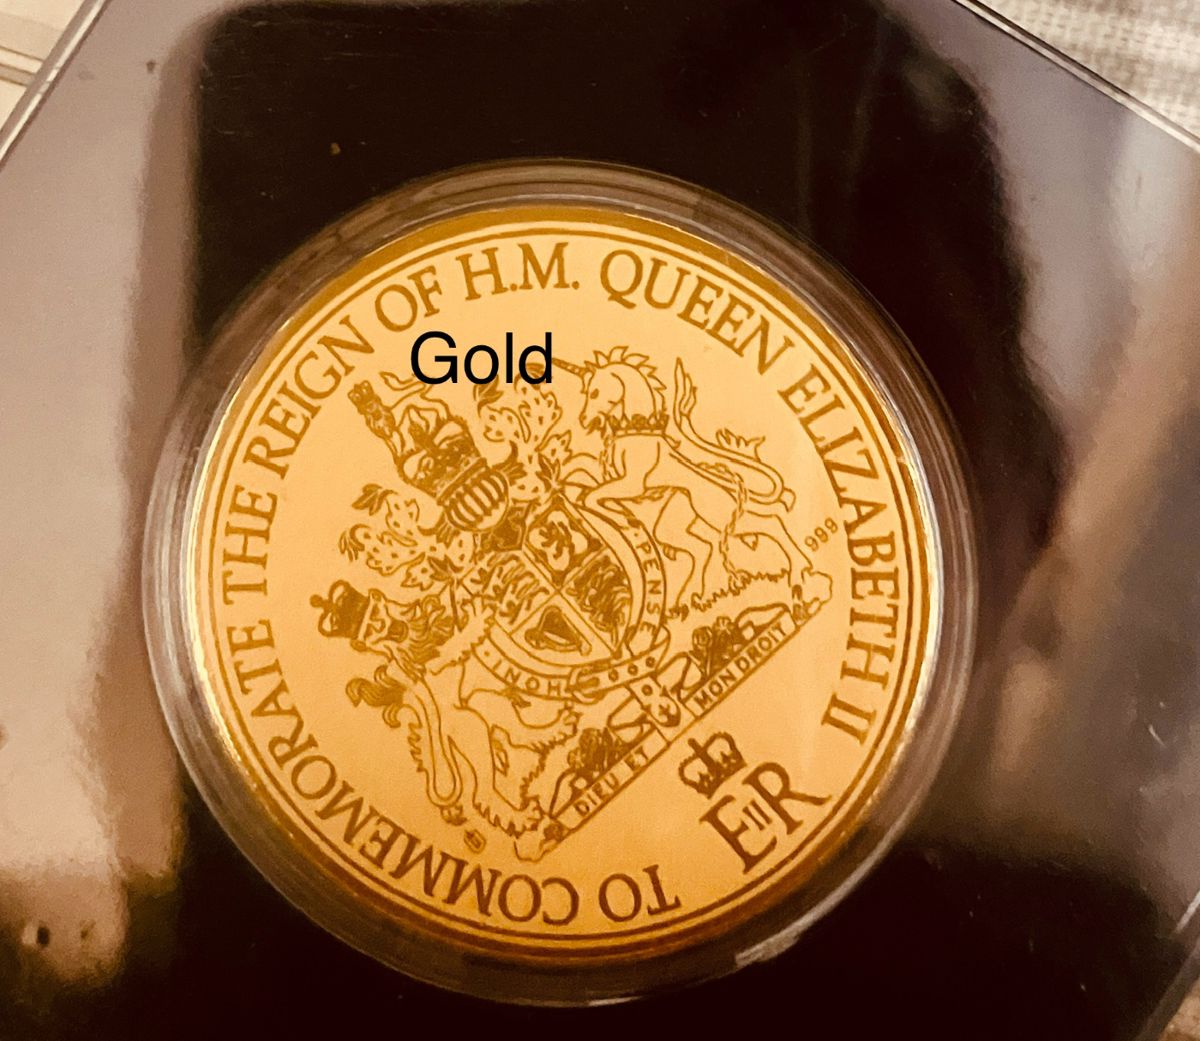 TO COMMEMORATE THE REIGN OF H.M. QUEEN ELIZABETH II
Gold
999
PENSE
HONI
DIEU ET MON DROIT
EIIR